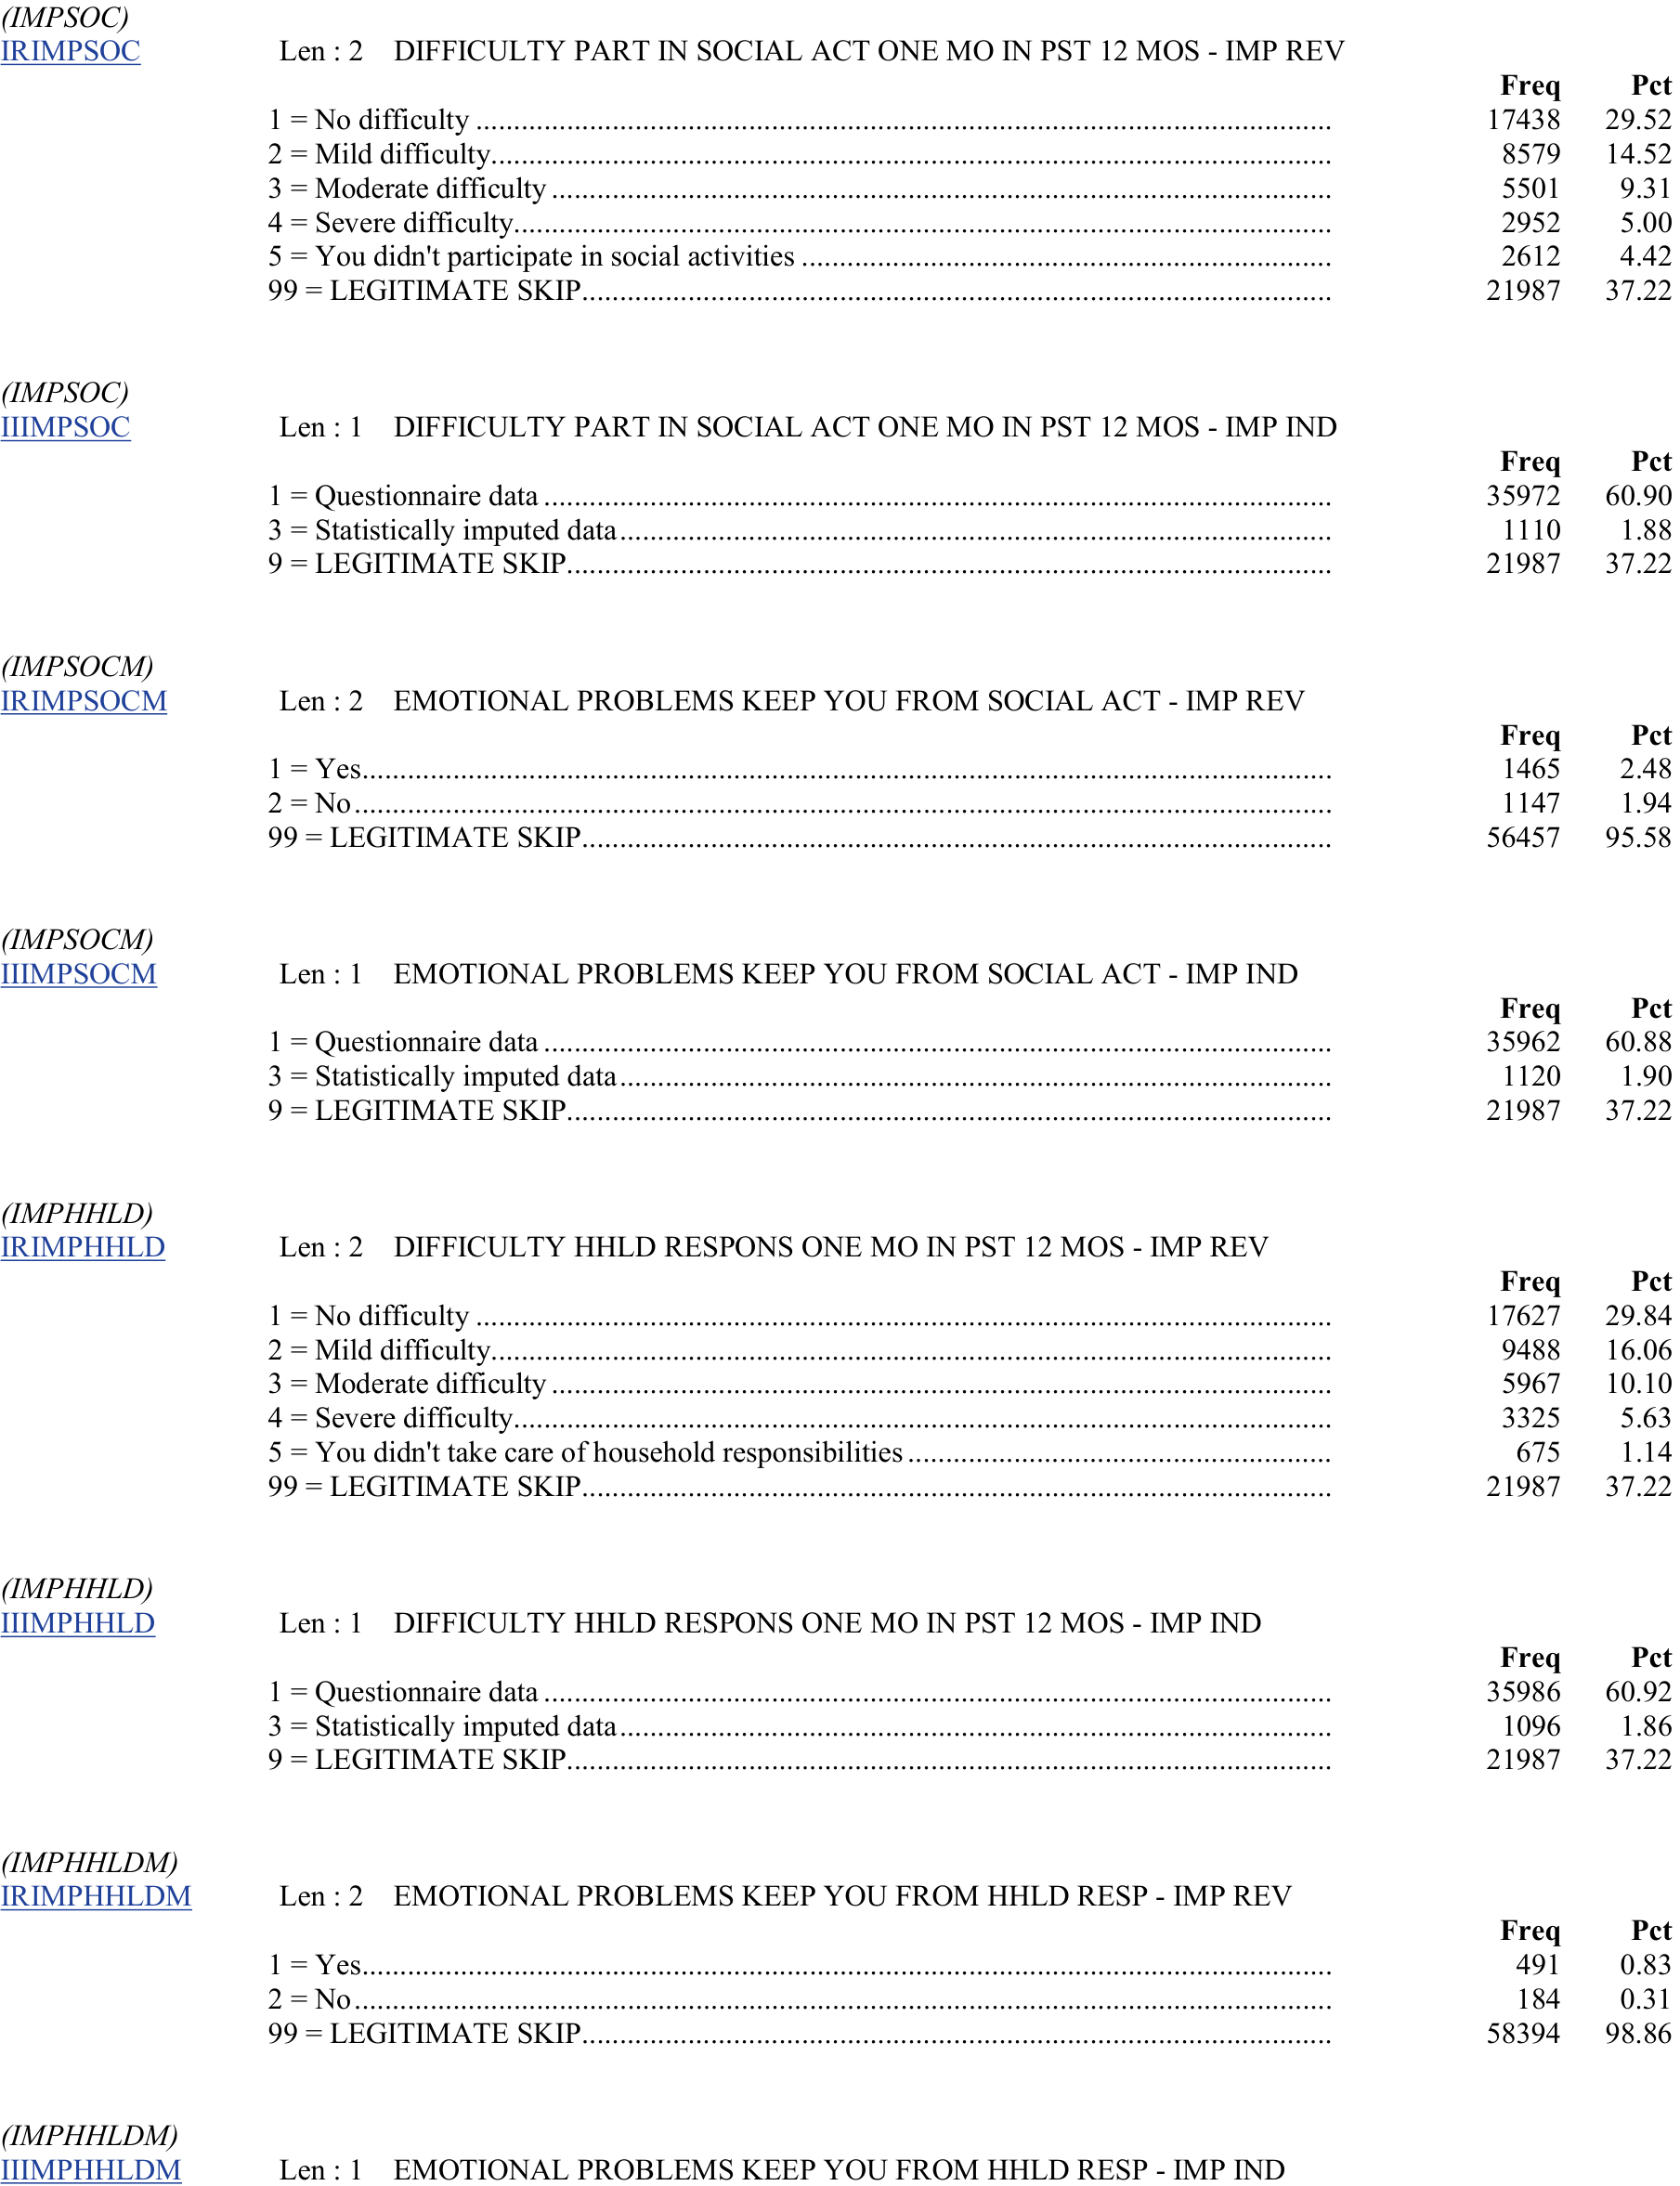 (IMPSOC)
IRIMPSOC Len : 2 DIFFICULTY PART IN SOCIAL ACT ONE MO IN PST 12 MOS - IMP REV
Freq Pct
1 = No difficulty ........ 17438 29.52
2 = Mild difficulty........ 8579 14.52
3 = Moderate difficulty ........ 5501 9.31
4 = Severe difficulty........ 2952 5.00
5 = You didn't participate in social activities ........ 2612 4.42
99 = LEGITIMATE SKIP........ 21987 37.22
(IMPSOC)
IIIMPSOC Len : 1 DIFFICULTY PART IN SOCIAL ACT ONE MO IN PST 12 MOS - IMP IND
Freq Pct
1 = Questionnaire data ........ 35972 60.90
3 = Statistically imputed data........ 1110 1.88
9 = LEGITIMATE SKIP........ 21987 37.22
(IMPSOCM)
IRIMPSOCM Len : 2 EMOTIONAL PROBLEMS KEEP YOU FROM SOCIAL ACT - IMP REV
Freq Pct
1 = Yes........ 1465 2.48
2 = No........ 1147 1.94
99 = LEGITIMATE SKIP........ 56457 95.58
(IMPSOCM)
IIIMPSOCM Len : 1 EMOTIONAL PROBLEMS KEEP YOU FROM SOCIAL ACT - IMP IND
Freq Pct
1 = Questionnaire data ........ 35962 60.88
3 = Statistically imputed data........ 1120 1.90
9 = LEGITIMATE SKIP........ 21987 37.22
(IMPHHLD)
IRIMPHHLD Len : 2 DIFFICULTY HHLD RESPONS ONE MO IN PST 12 MOS - IMP REV
Freq Pct
1 = No difficulty ........ 17627 29.84
2 = Mild difficulty........ 9488 16.06
3 = Moderate difficulty ........ 5967 10.10
4 = Severe difficulty........ 3325 5.63
5 = You didn't take care of household responsibilities ........ 675 1.14
99 = LEGITIMATE SKIP........ 21987 37.22
(IMPHHLD)
IIIMPHHLD Len : 1 DIFFICULTY HHLD RESPONS ONE MO IN PST 12 MOS - IMP IND
Freq Pct
1 = Questionnaire data ........ 35986 60.92
3 = Statistically imputed data........ 1096 1.86
9 = LEGITIMATE SKIP........ 21987 37.22
(IMPHHLDM)
IRIMPHHLDM Len : 2 EMOTIONAL PROBLEMS KEEP YOU FROM HHLD RESP - IMP REV
Freq Pct
1 = Yes........ 491 0.83
2 = No........ 184 0.31
99 = LEGITIMATE SKIP........ 58394 98.86
(IMPHHLDM)
IIIMPHHLDM Len : 1 EMOTIONAL PROBLEMS KEEP YOU FROM HHLD RESP - IMP IND